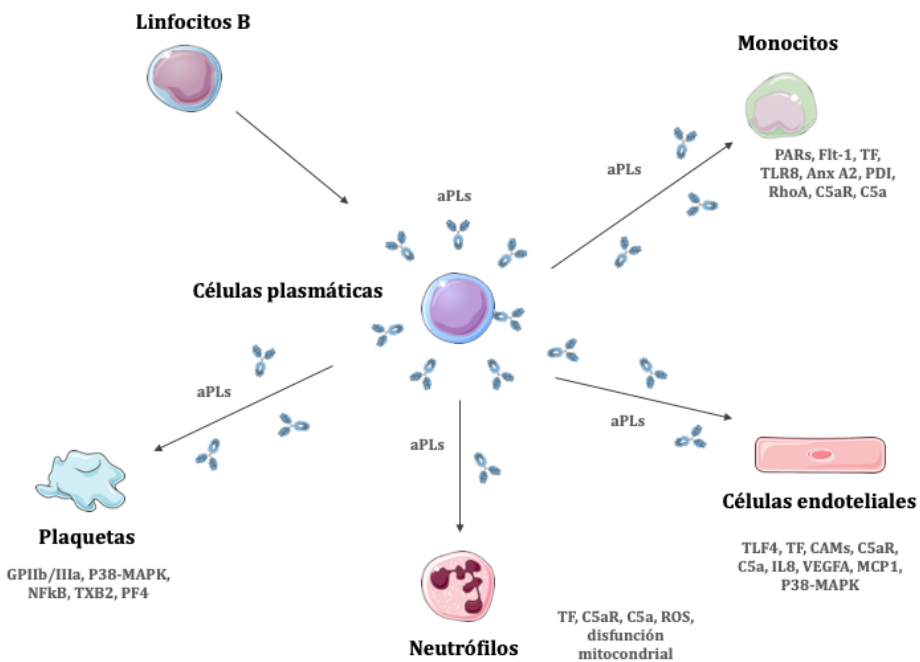 Linfocitos B
Monocitos
PARs, Flt-1, TF,
TLR8, Anx A2, PDI,
RhoA, C5aR, C5a
aPLs
aPLs
Células plasmáticas
aPLs
aPLs
aPLs
Plaquetas
GPIIb/IIIa, P38-MAPK,
NFkB, TXB2, PF4
Células endoteliales
TLF4, TF, CAMs, C5aR,
C5a, IL8, VEGFA, MCP1,
P38-MAPK
Neutrófilos
TF, C5aR, C5a, ROS,
disfunción
mitocondrial